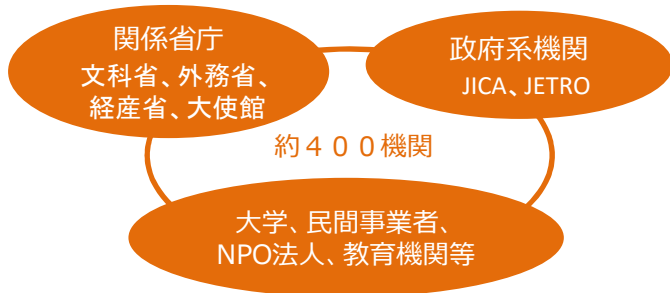 関係省庁
文科省、外務省、
経産省、大使館
政府系機関
JICA、JETRO
約４００機関
大学、民間事業者、
NPO法人、教育機関等